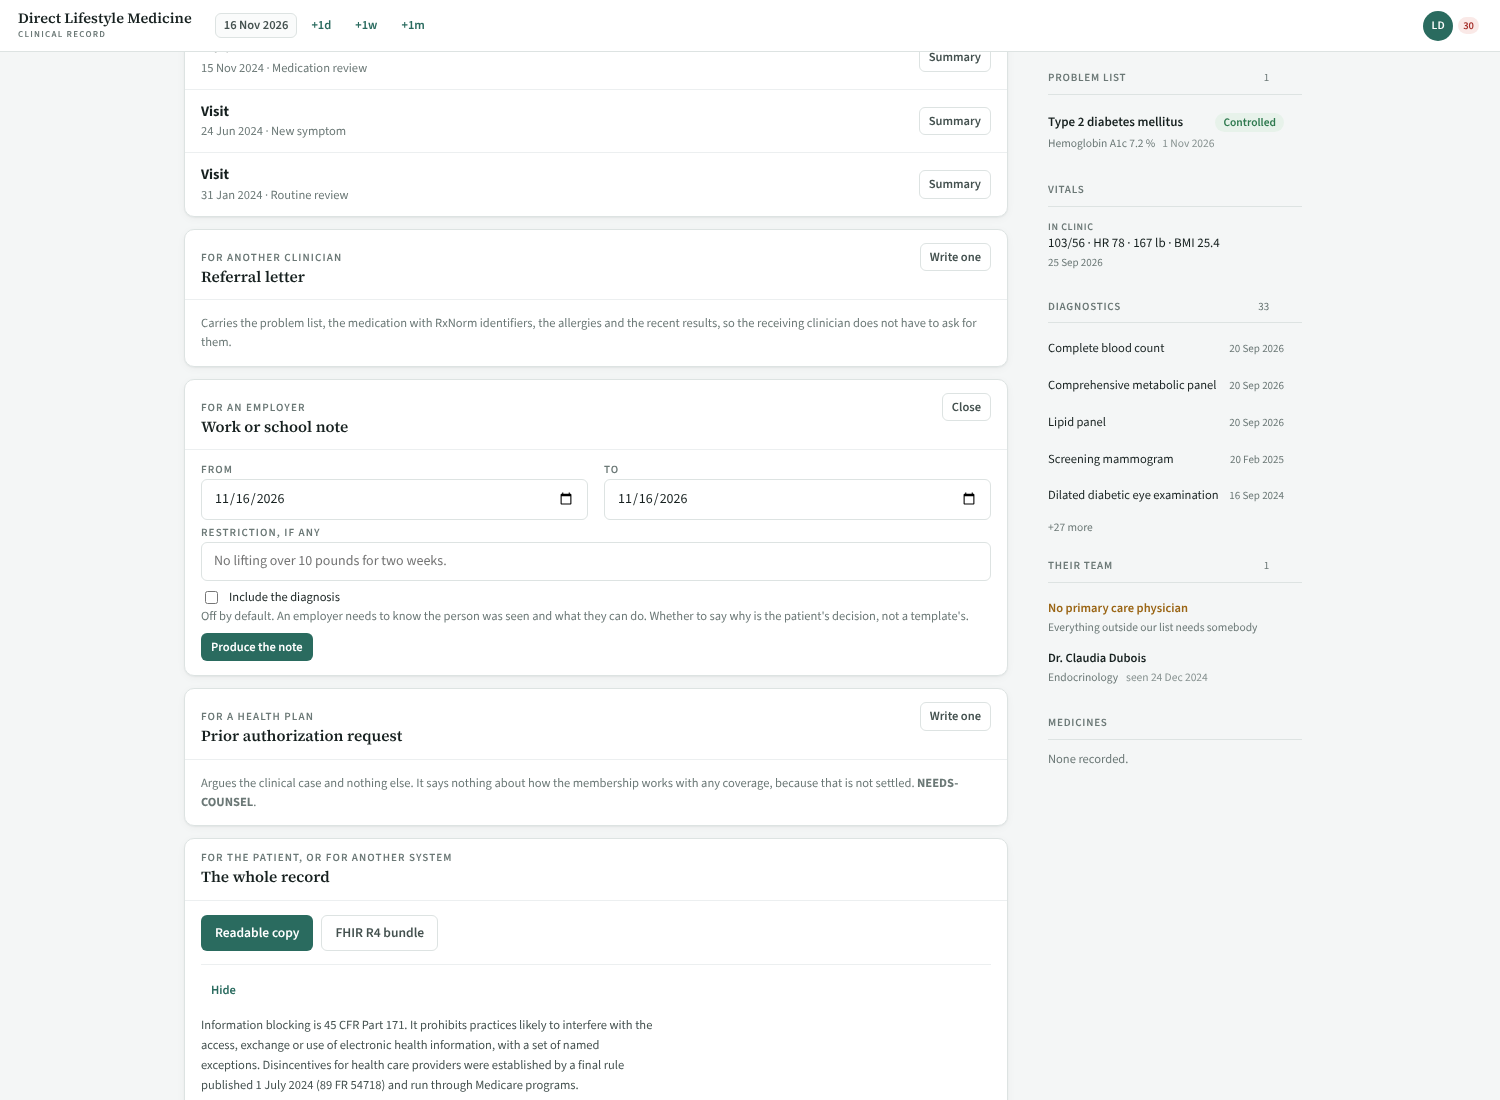 Direct Lifestyle Medicine
CLINICAL RECORD
16 Nov 2026
+1d
+1w
+1m
LD
30
15 Nov 2024 · Medication review
Summary
Visit
24 Jun 2024 · New symptom
Summary
Visit
31 Jan 2024 · Routine review
Summary
FOR ANOTHER CLINICIAN
Referral letter
Write one
Carries the problem list, the medication with RxNorm identifiers, the allergies and the recent results, so the receiving clinician does not have to ask for
them.
FOR AN EMPLOYER
Work or school note
Close
FROM
11/16/2026
TO
11/16/2026
RESTRICTION, IF ANY
No lifting over 10 pounds for two weeks.
Include the diagnosis
Off by default. An employer needs to know the person was seen and what they can do. Whether to say why is the patient's decision, not a template's.
Produce the note
FOR A HEALTH PLAN
Prior authorization request
Write one
Argues the clinical case and nothing else. It says nothing about how the membership works with any coverage, because that is not settled. NEEDS-
COUNSEL.
FOR THE PATIENT, OR FOR ANOTHER SYSTEM
The whole record
Readable copy
FHIR R4 bundle
Hide
Information blocking is 45 CFR Part 171. It prohibits practices likely to interfere with the
access, exchange or use of electronic health information, with a set of named
exceptions. Disincentives for health care providers were established by a final rule
published 1 July 2024 (89 FR 54718) and run through Medicare programs.
PROBLEM LIST 1
Type 2 diabetes mellitus Controlled
Hemoglobin A1c 7.2 % 1 Nov 2026
VITALS
IN CLINIC
103/56 · HR 78 · 167 lb · BMI 25.4
25 Sep 2026
DIAGNOSTICS 33
Complete blood count 20 Sep 2026
Comprehensive metabolic panel 20 Sep 2026
Lipid panel 20 Sep 2026
Screening mammogram 20 Feb 2025
Dilated diabetic eye examination 16 Sep 2024
+27 more
THEIR TEAM 1
No primary care physician
Everything outside our list needs somebody
Dr. Claudia Dubois
Endocrinology seen 24 Dec 2024
MEDICINES
None recorded.